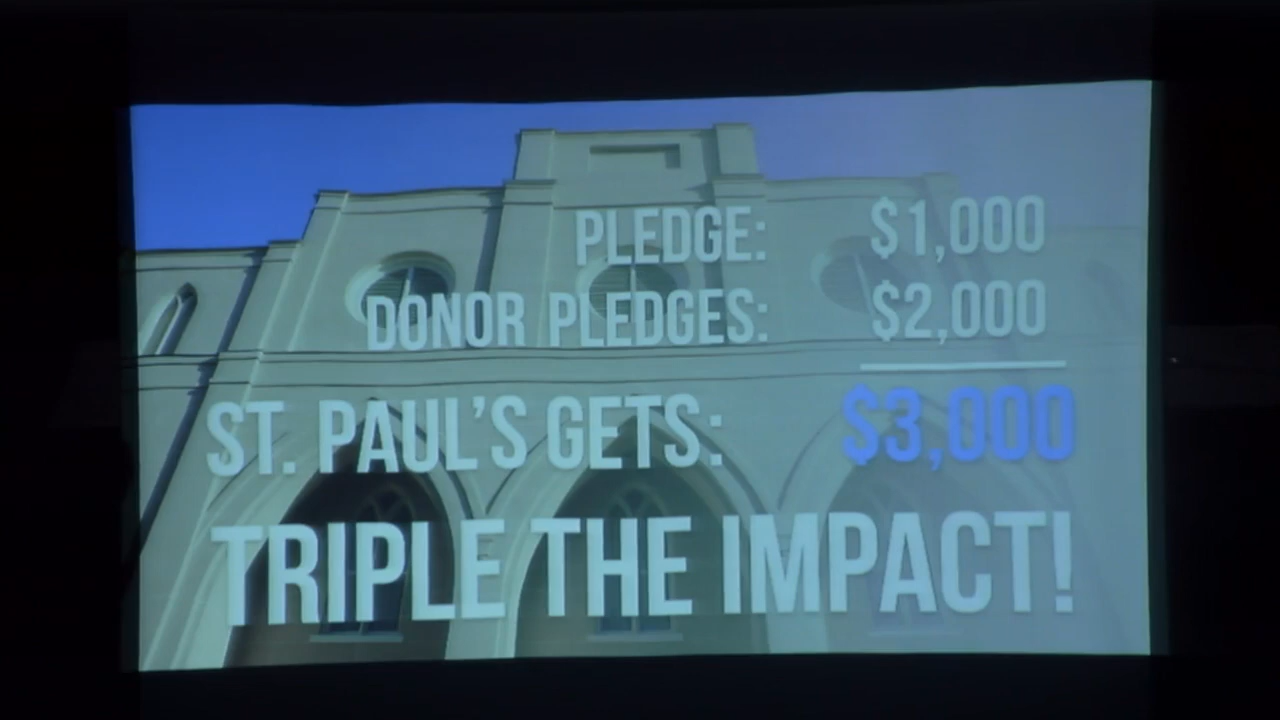 PLEDGE: $1,000
DONOR PLEDGES: $2,000
ST. PAUL'S GETS: $3,000
TRIPLE THE IMPACT!